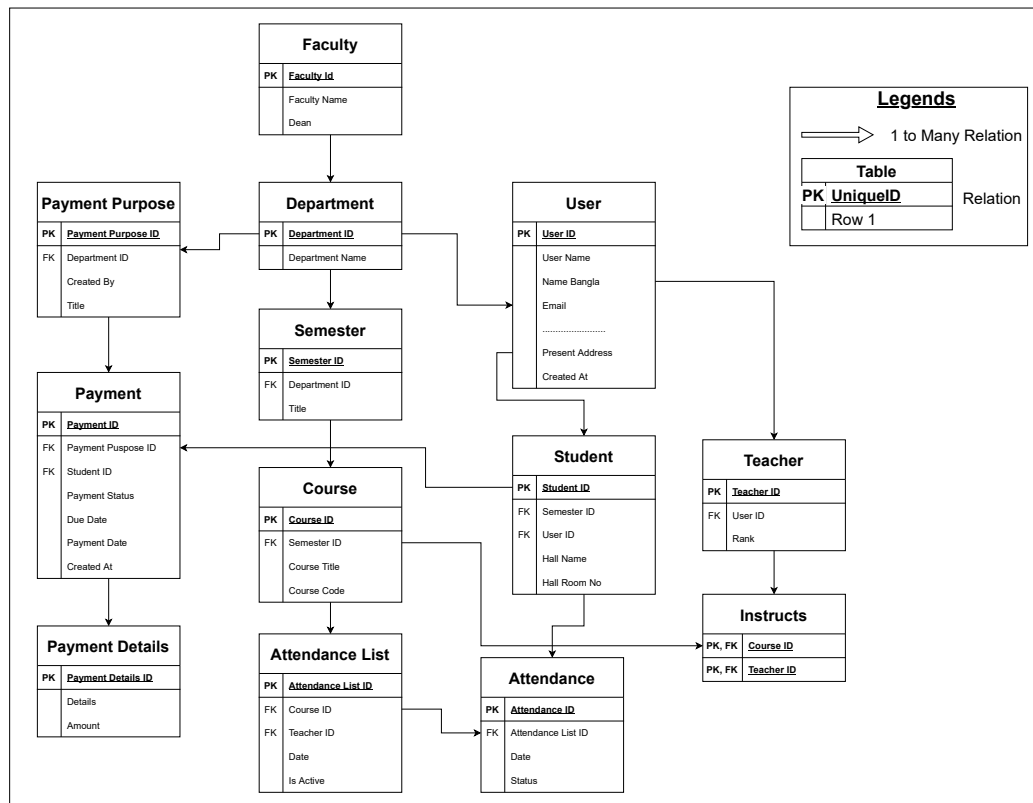 Faculty
PK Faculty Id
Faculty Name
Dean
Legends
1 to Many Relation
Table
PK UniqueID
Row 1
Relation
Payment Purpose
PK Payment Purpose ID
FK Department ID
Created By
Title
Department
PK Department ID
Department Name
User
PK User ID
User Name
Name Bangla
Email
........................
Present Address
Created At
Semester
PK Semester ID
FK Department ID
Title
Payment
PK Payment ID
FK Payment Puspose ID
FK Student ID
Payment Status
Due Date
Payment Date
Created At
Student
PK Student ID
FK Semester ID
FK User ID
Hall Name
Hall Room No
Teacher
PK Teacher ID
FK User ID
Rank
Course
PK Course ID
FK Semester ID
Course Title
Course Code
Instructs
PK, FK Course ID
PK, FK Teacher ID
Payment Details
PK Payment Details ID
Details
Amount
Attendance List
PK Attendance List ID
FK Course ID
FK Teacher ID
Date
Is Active
Attendance
PK Attendance ID
FK Attendance List ID
Date
Status